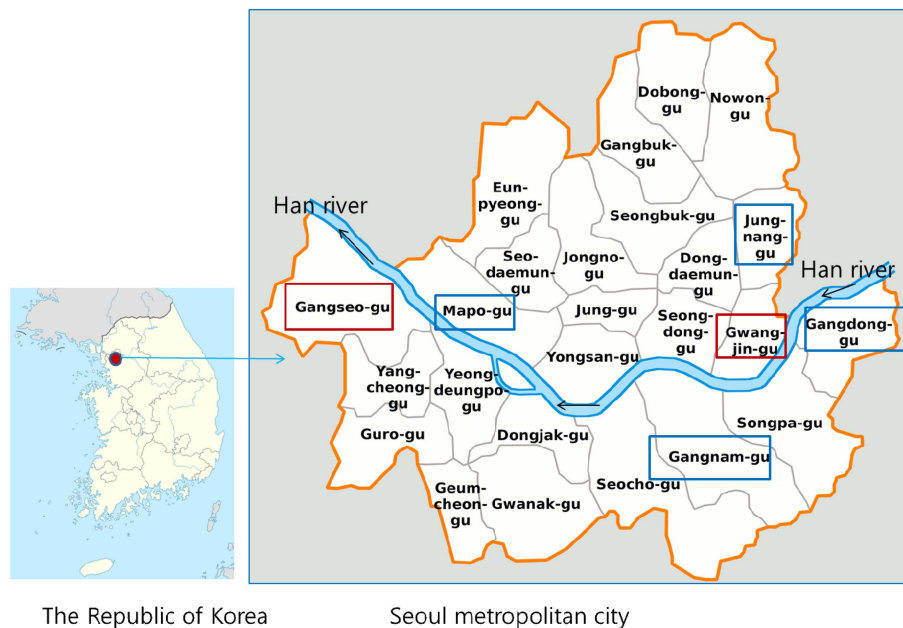 Dobong-
gu
Nowon-
gu
Gangbuk-
gu
Eun-
pyeong-
gu
Han river
Seongbuk-gu
Jung-
nang-
gu
Seo-
daemun-
gu
Jongno-
gu
Dong-
daemun-
gu
Han river
Gangseo-gu
Mapo-gu
Jung-gu
Seong-
dong-
gu
Gwang-
jin-gu
Gangdong-
gu
Yongsan-gu
Yang-
cheong-
gu
Yeong-
deungpo-
gu
Guro-gu
Dongjak-gu
Songpa-gu
Gangnam-gu
Seocho-gu
Geum-
cheon-
gu
Gwanak-gu
The Republic of Korea
Seoul metropolitan city